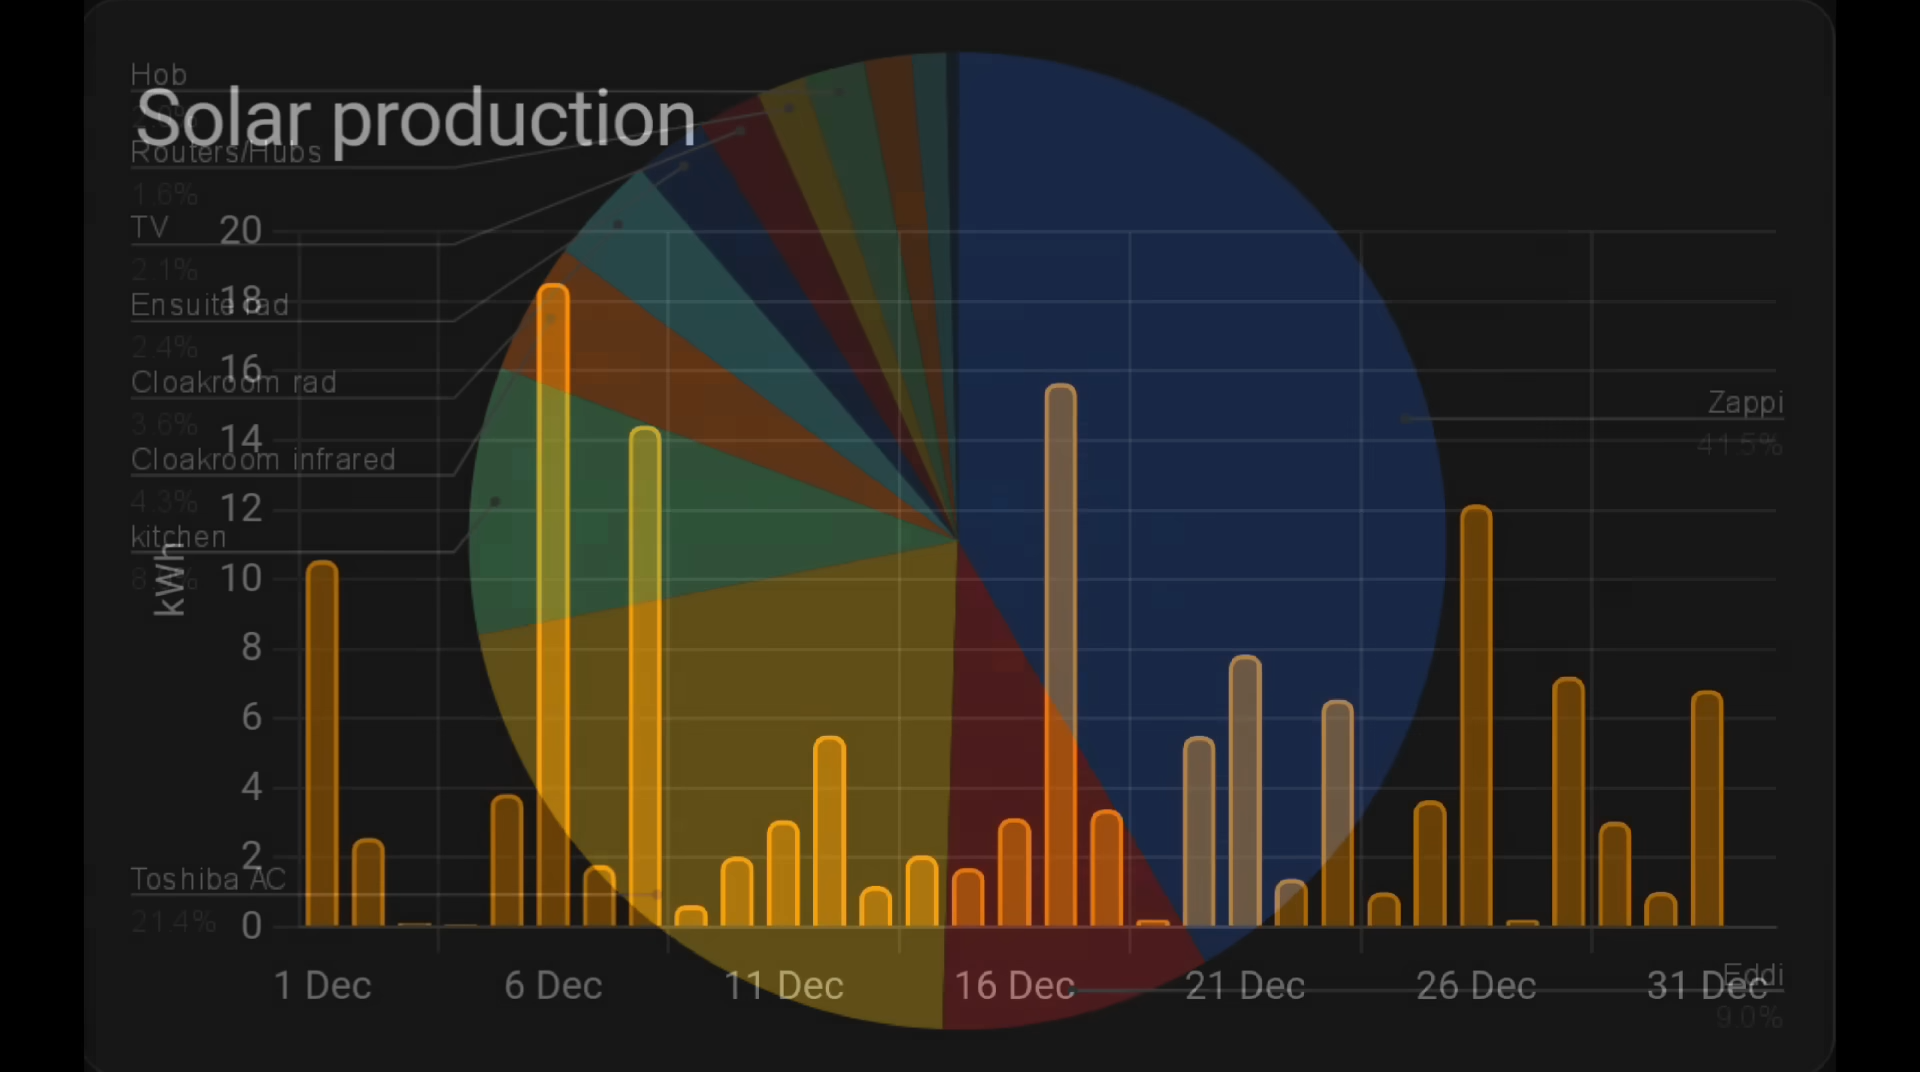 Hob
Solar production
Routers/Hubs
1.6%
TV
20
2.1%
Ensuite rad
18
2.4%
16
Cloakroom rad
Zappi
3.6%
14
41.5%
Cloakroom infrared
4.3%
12
kitchen
kWh
10
8
6
4
2
Toshiba AC
21.4%
0
1 Dec
6 Dec
11 Dec
16 Dec
21 Dec
26 Dec
31 Dec
Eddi
9.0%